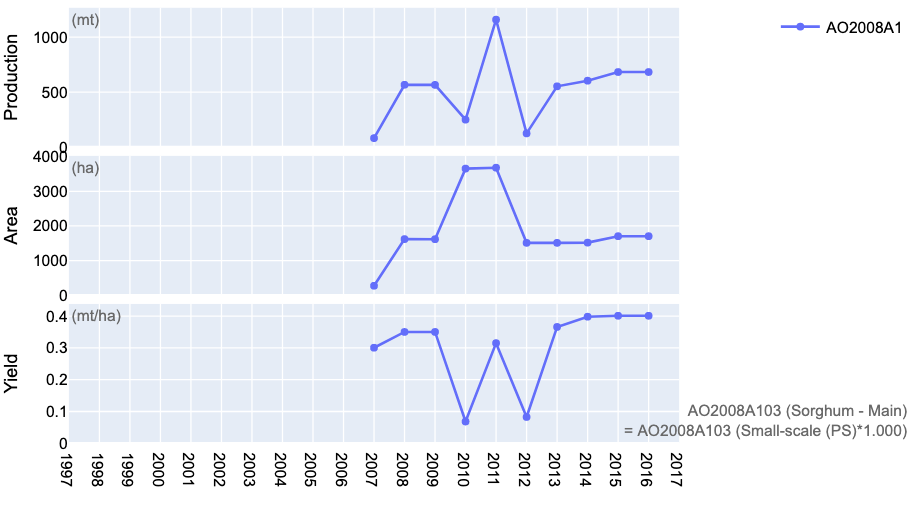 (mt)
AO2008A1
Production
1000
500
0
(ha)
Area
4000
3000
2000
1000
0
(mt/ha)
Yield
0.4
0.3
0.2
0.1
0
AO2008A103 (Sorghum - Main)
= AO2008A103 (Small-scale (PS)*1.000)
1997 1998 1999 2000 2001 2002 2003 2004 2005 2006 2007 2008 2009 2010 2011 2012 2013 2014 2015 2016 2017